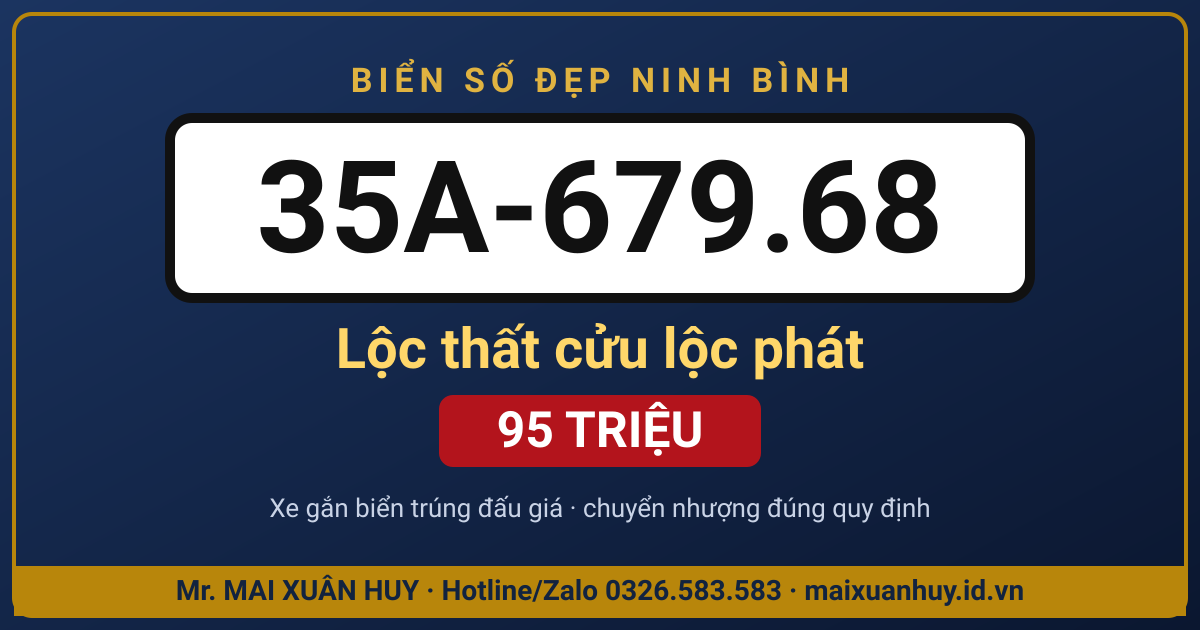 BIỂN SỐ ĐẸP NINH BÌNH
35A-679.68
Lộc thất cửu lộc phát
95 TRIỆU
Xe gắn biển trúng đấu giá · chuyển nhượng đúng quy định
Mr. MAI XUÂN HUY · Hotline/Zalo 0326.583.583 · maixuanhuy.id.vn